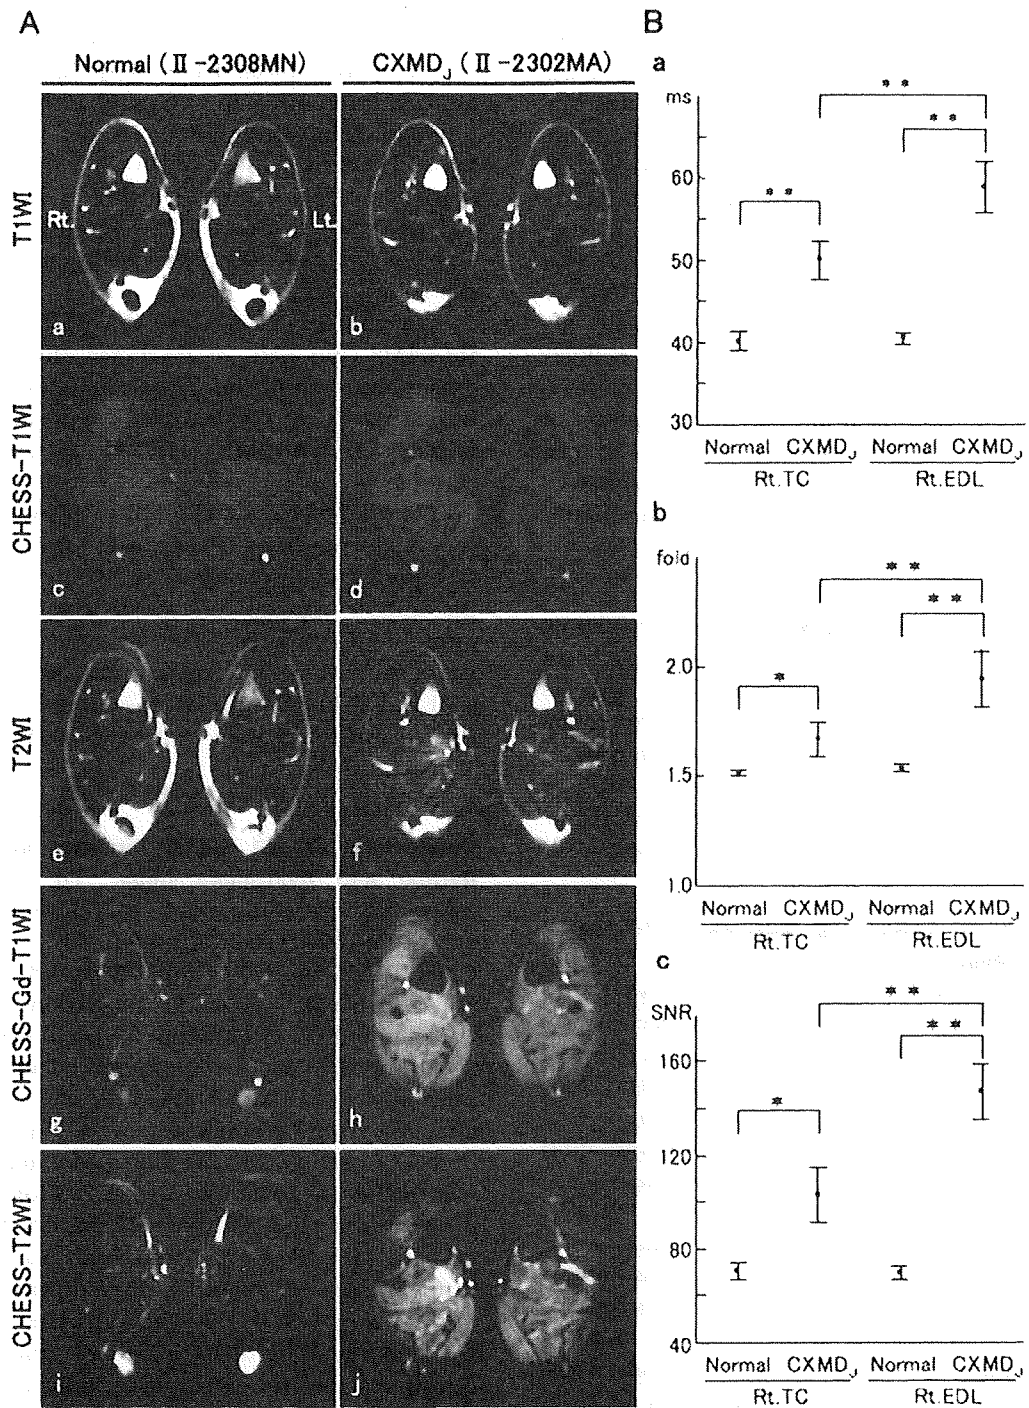 A
Normal (Ⅱ-2308MN)
CXMDJ (Ⅱ-2302MA)
T1WI
Rt.
Lt.
a
b
CHESS-T1WI
c
d
T2WI
e
f
CHESS-Gd-T1WI
g
h
CHESS-T2WI
i
j
B
a
ms
60
50
40
30
* *
* *
* *
Normal CXMDJ Normal CXMDJ
Rt.TC Rt.EDL
b
fold
2.0
1.5
1.0
* *
* *
*
Normal CXMDJ Normal CXMDJ
Rt.TC Rt.EDL
c
SNR
160
120
80
40
* *
* *
*
Normal CXMDJ Normal CXMDJ
Rt.TC Rt.EDL